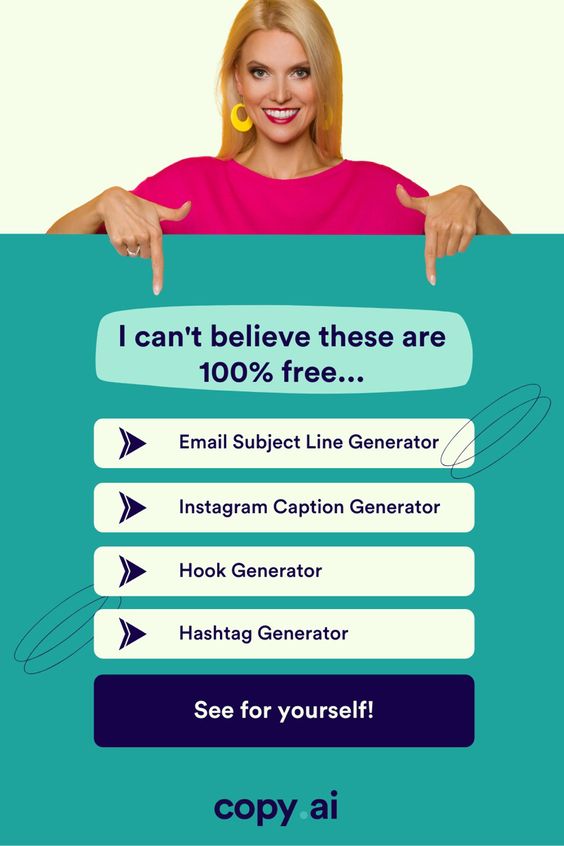 I can't believe these are
100% free...
Email Subject Line Generator
Instagram Caption Generator
Hook Generator
Hashtag Generator
See for yourself!
copy.ai